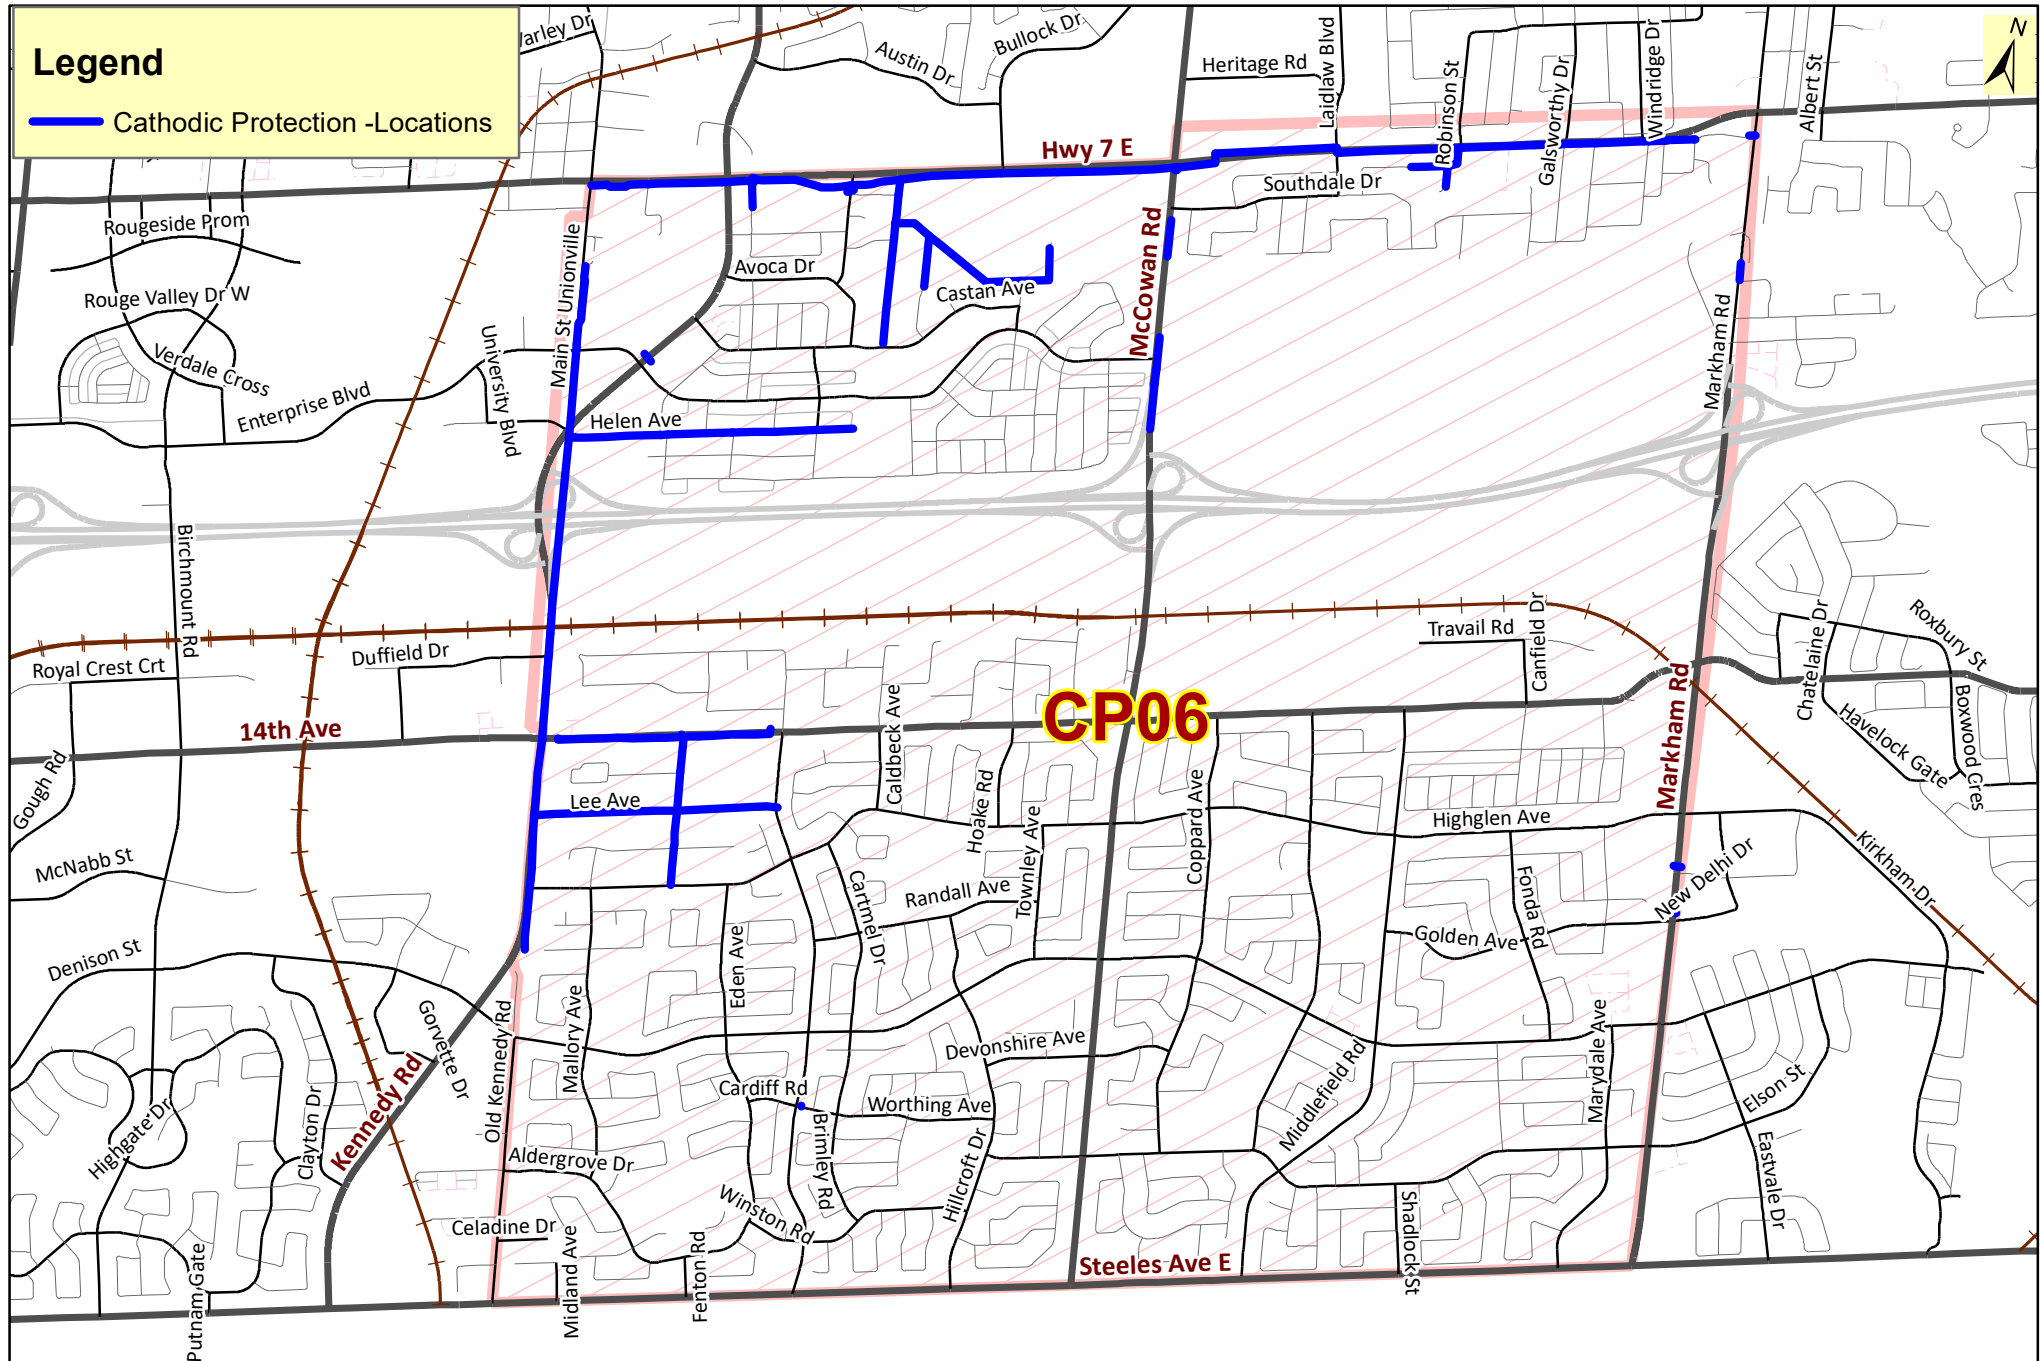 Legend
Cathodic Protection -Locations
N
Varley Dr
Austin Dr
Bullock Dr
Heritage Rd
Laidlaw Blvd
Robinson St
Galsworthy Dr
Windridge Dr
Albert St
Hwy 7 E
Southdale Dr
Rougeside Prom
Rouge Valley Dr W
Verdale Cross
Enterprise Blvd
University Blvd
Main St Unionville
Avoca Dr
Castan Ave
McCowan Rd
Markham Rd
Helen Ave
Birchmount Rd
Royal Crest Crt
Duffield Dr
Travail Rd
Canfield Dr
Chatelaine Dr
Roxbury St
Markham Rd
14th Ave
CP06
Gough Rd
Caldbeck Ave
Hoake Rd
Coppard Ave
Havelock Gate
Boxwood Cres
Lee Ave
Townley Ave
Highglen Ave
McNabb St
Kirkham Dr
Cartmel Dr
Randall Ave
Fonda Rd
New Delhi Dr
Golden Ave
Denison St
Eden Ave
Gorvette Dr
Old Kennedy Rd
Mallory Ave
Devonshire Ave
Middlefield Rd
Marydale Ave
Kennedy Rd
Cardiff Rd
Worthing Ave
Elson St
Highgate Dr
Clayton Dr
Brimley Rd
Hillcroft Dr
Eastvale Dr
Aldergrove Dr
Winston Rd
Shadlock St
Celadine Dr
Midland Ave
Fenton Rd
Steeles Ave E
Putnam Gate